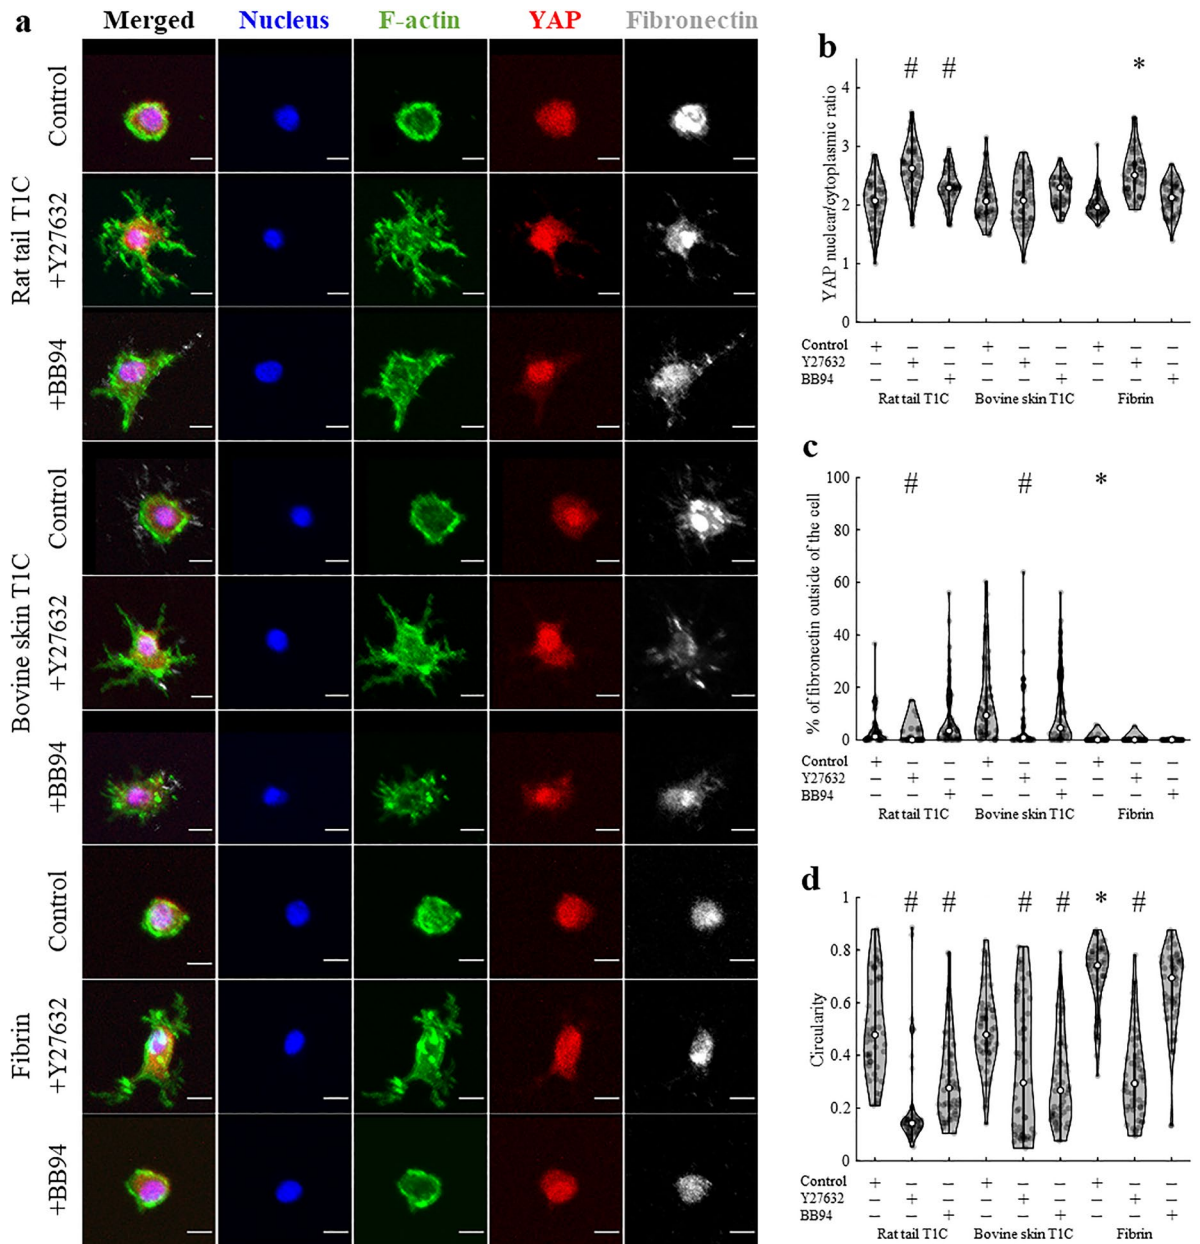 a
Merged Nucleus F-actin YAP Fibronectin
Rat tail T1C
Control
+Y27632
+BB94
Bovine skin T1C
Control
+Y27632
+BB94
Fibrin
Control
+Y27632
+BB94
b
# # *
YAP nuclear/cytoplasmic ratio
4
3
2
1
0
Control + – – + – – + – –
Y27632 – + – – + – – + –
BB94 – – + – – + – – +
Rat tail T1C Bovine skin T1C Fibrin
c
# # *
% of fibronectin outside of the cell
100
80
60
40
20
0
Control + – – + – – + – –
Y27632 – + – – + – – + –
BB94 – – + – – + – – +
Rat tail T1C Bovine skin T1C Fibrin
d
# # # # * #
Circularity
1
0.8
0.6
0.4
0.2
0
Control + – – + – – + – –
Y27632 – + – – + – – + –
BB94 – – + – – + – – +
Rat tail T1C Bovine skin T1C Fibrin